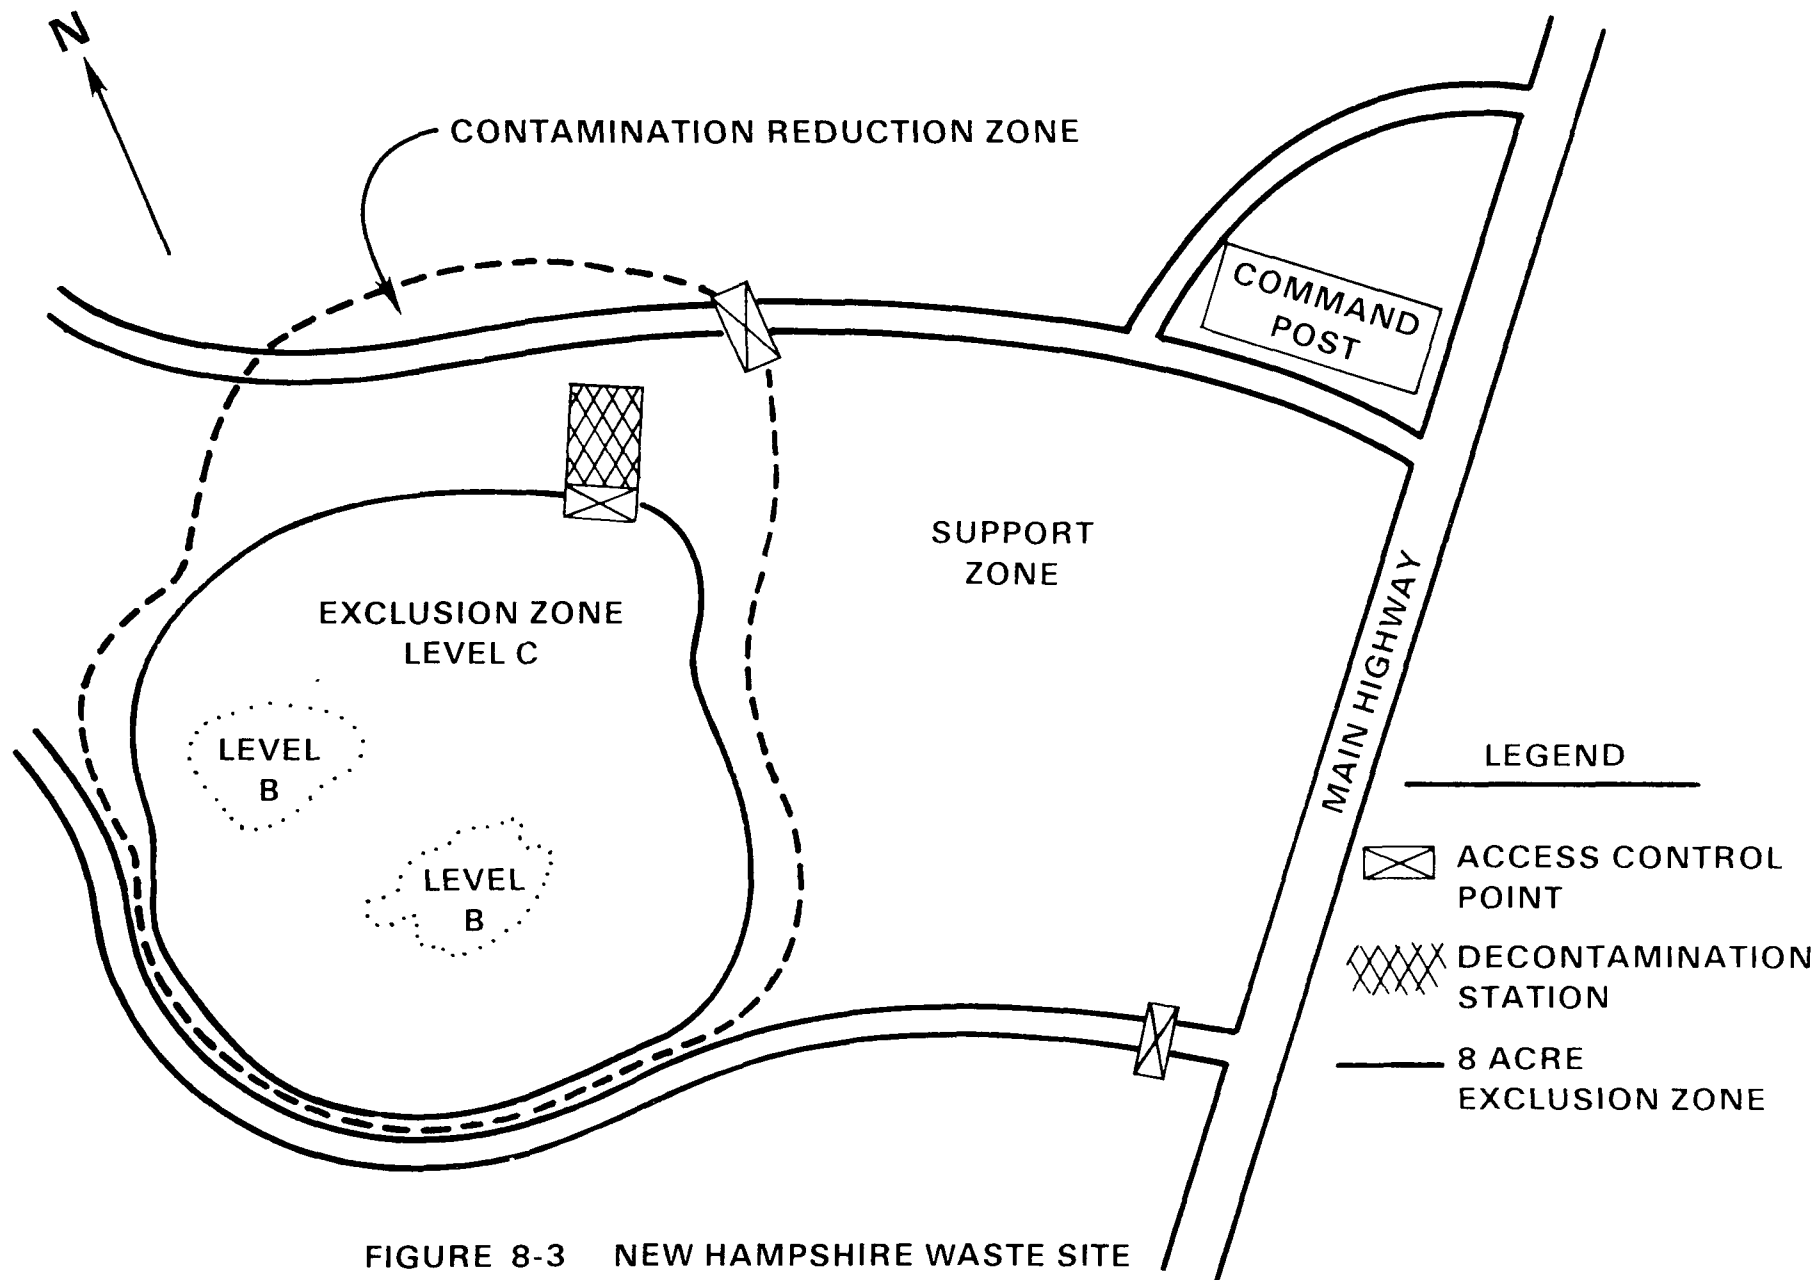 N
CONTAMINATION REDUCTION ZONE
COMMAND
POST
SUPPORT
ZONE
EXCLUSION ZONE
LEVEL C
LEVEL
B
LEVEL
B
MAIN HIGHWAY
LEGEND
ACCESS CONTROL
POINT
DECONTAMINATION
STATION
8 ACRE
EXCLUSION ZONE
FIGURE 8-3 NEW HAMPSHIRE WASTE SITE